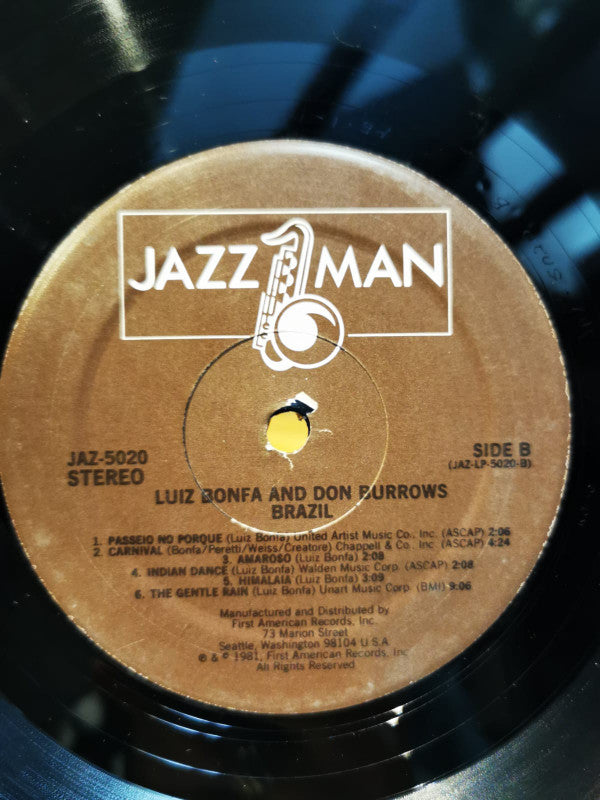 JAZZ MAN
JAZ-5020
STEREO
SIDE B
(JAZ-LP-5020-B)
LUIZ BONFA AND DON BURROWS
BRAZIL
1. PASSEIO NO PORQUE (Luiz Bonfa) United Artist Music Co., Inc. (ASCAP) 2:06
2. CARNIVAL (Bonfa/Peretti/Weiss/Creatore) Chappell & Co., Inc. (ASCAP) 4:24
3. AMAROSO (Luiz Bonfa) 2:08
4. INDIAN DANCE (Luiz Bonfa) Walden Music Corp. (ASCAP) 2:08
5. HIMALAIA (Luiz Bonfa) 3:09
6. THE GENTLE RAIN (Luiz Bonfa) Unart Music Corp. (BMI) 9:06
Manufactured and Distributed by
First American Records, Inc.
73 Marion Street
Seattle, Washington 98104 U.S.A.
℗ & © 1981, First American Records, Inc.
All Rights Reserved